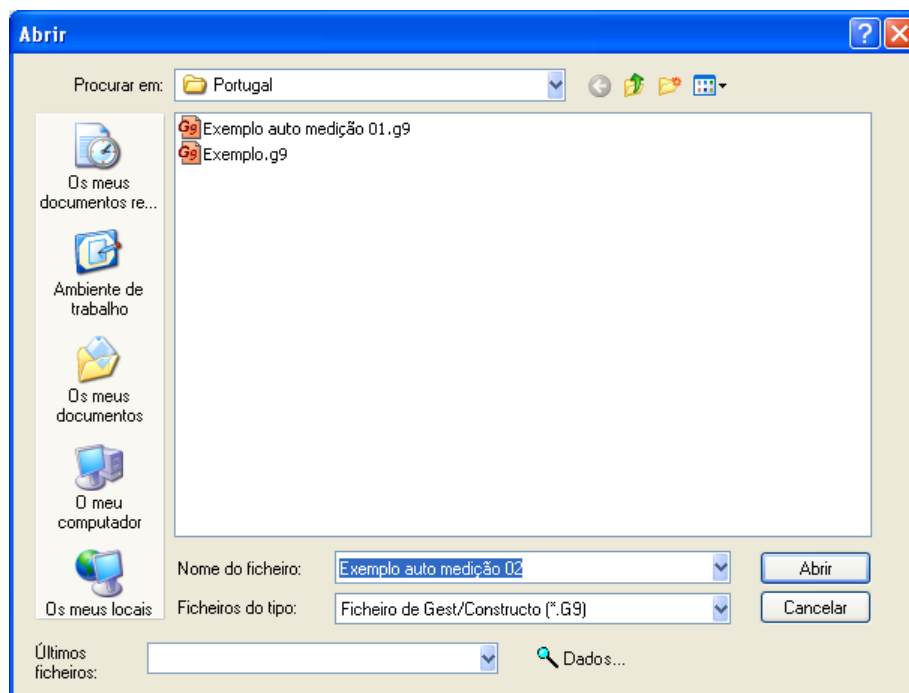 Abrir
Procurar em: Portugal
G9 Exemplo auto medição 01.g9
G9 Exemplo.g9
Os meus
documentos re...
Ambiente de
trabalho
Os meus
documentos
O meu
computador
Os meus locais
Nome do ficheiro: Exemplo auto medição 02 Abrir
Ficheiros do tipo: Ficheiro de Gest/Constructo (*.G9) Cancelar
Últimos
ficheiros:
Dados...